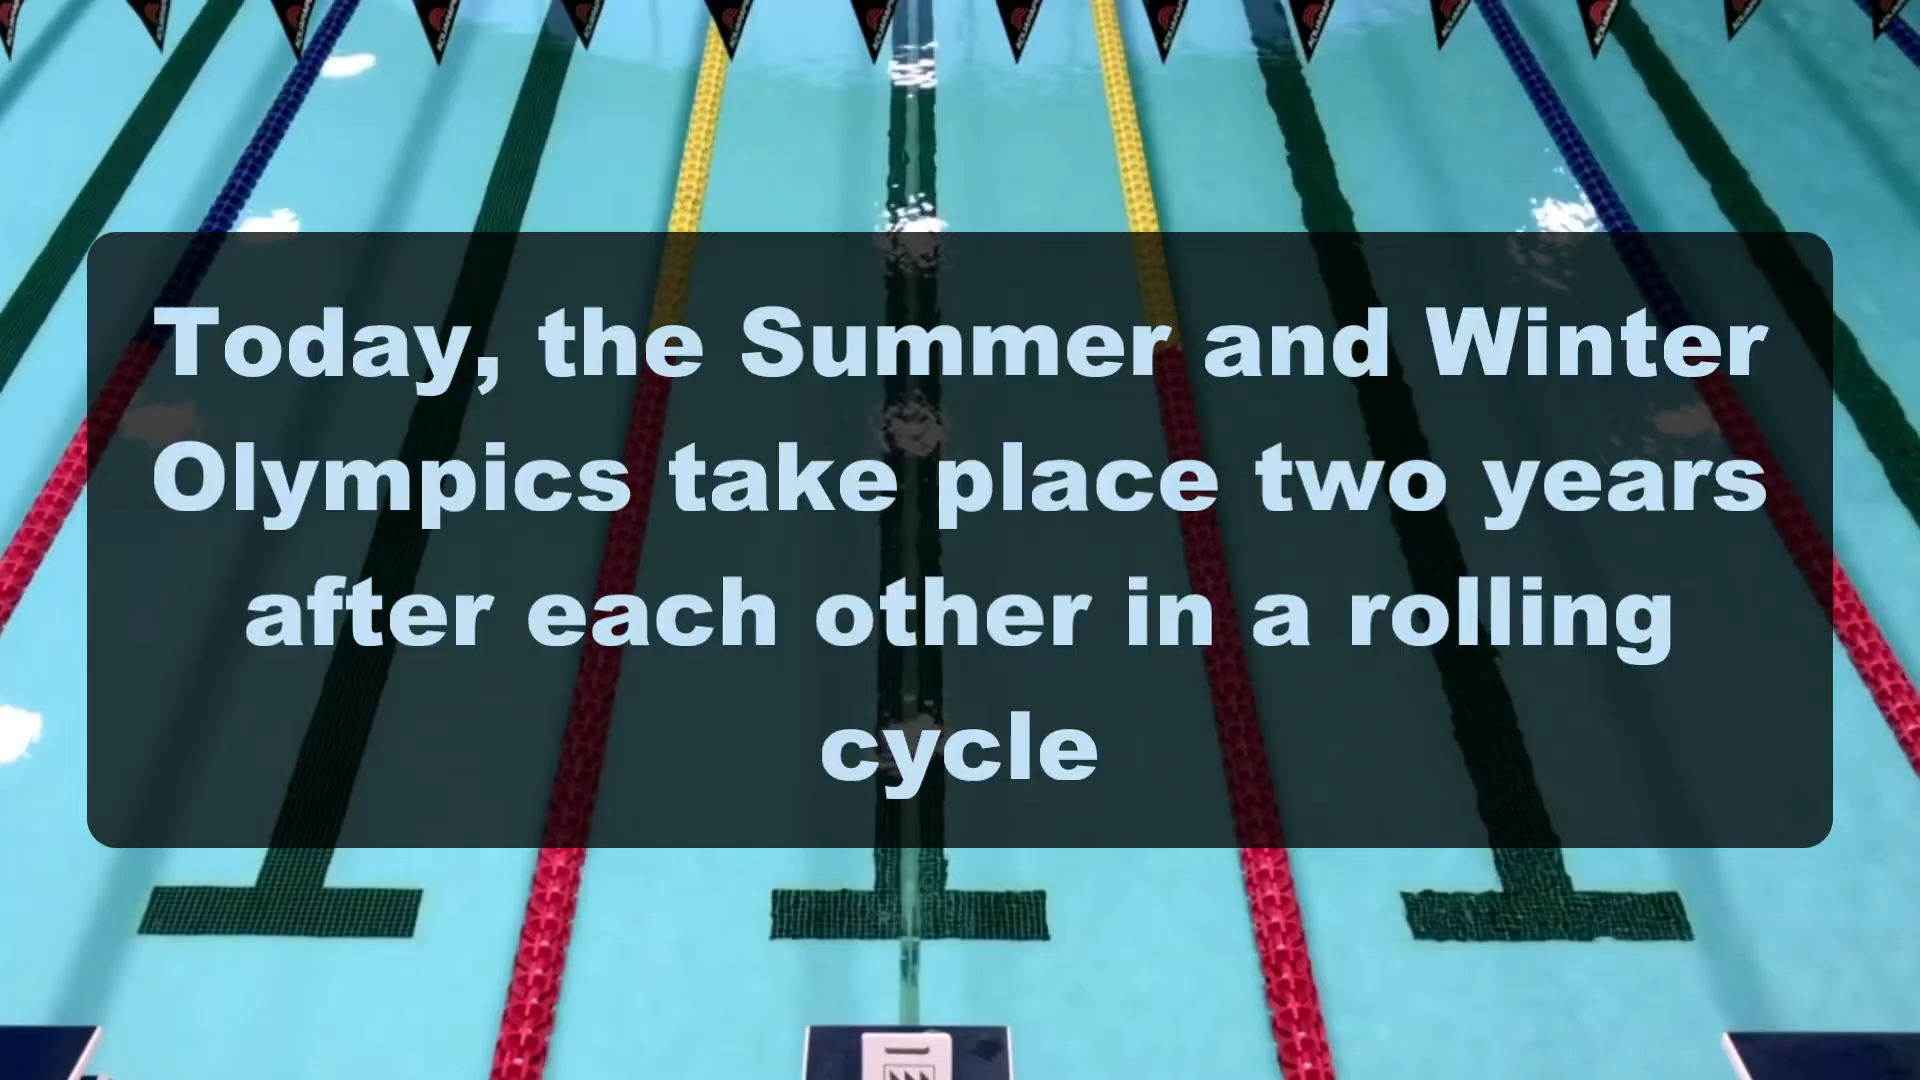 Today, the Summer and Winter
Olympics take place two years
after each other in a rolling
cycle